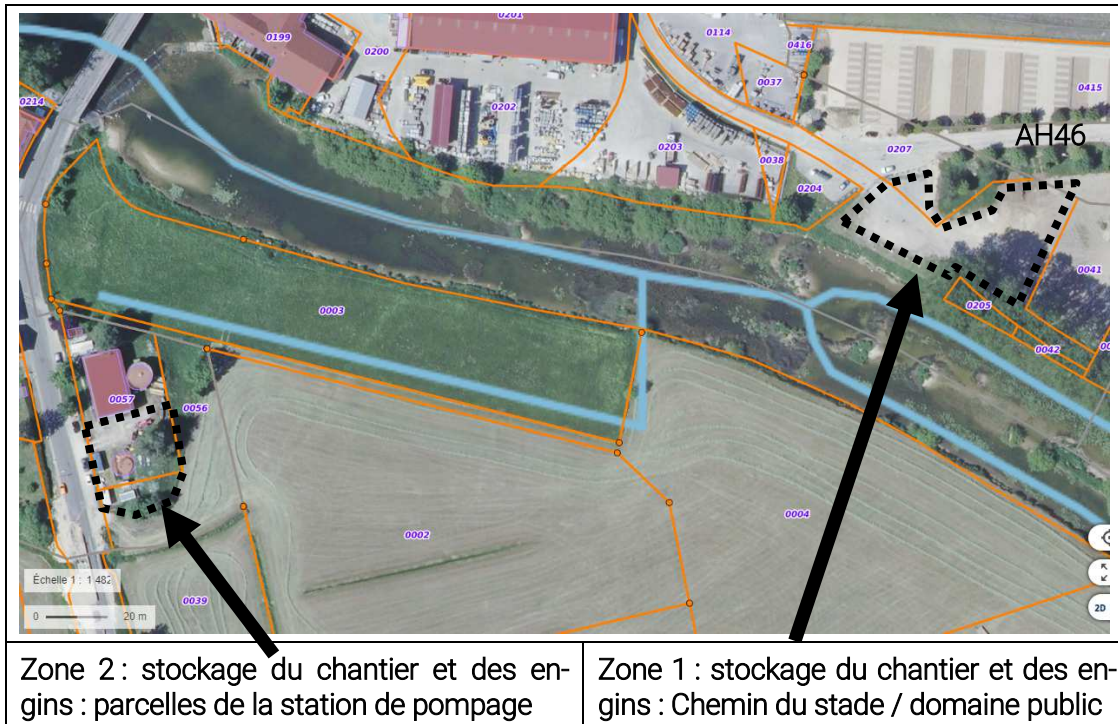 0201
0199
0200
0114
0416
0037
0415
0214
0202
AH46
0203
0038
0207
0204
0041
0205
0003
0042
00
0057
0056
0002
0004
0039
Échelle 1 : 1 482
0 20 m
2D
Zone 2 : stockage du chantier et des en-
gins : parcelles de la station de pompage
Zone 1 : stockage du chantier et des en-
gins : Chemin du stade / domaine public